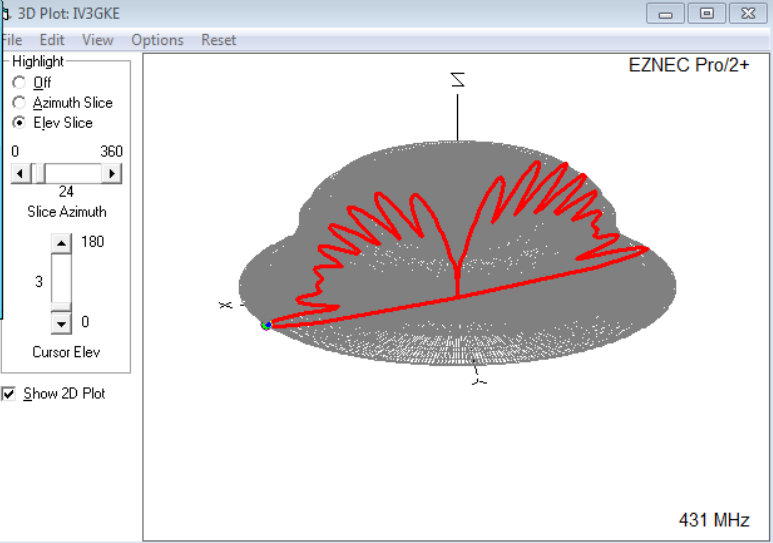 3D Plot: IV3GKE
File Edit View Options Reset
EZNEC Pro/2+
Highlight
Off
Azimuth Slice
Elev Slice
0 360
24
Slice Azimuth
180
3
0
Cursor Elev
Show 2D Plot
Z
X
Y
431 MHz